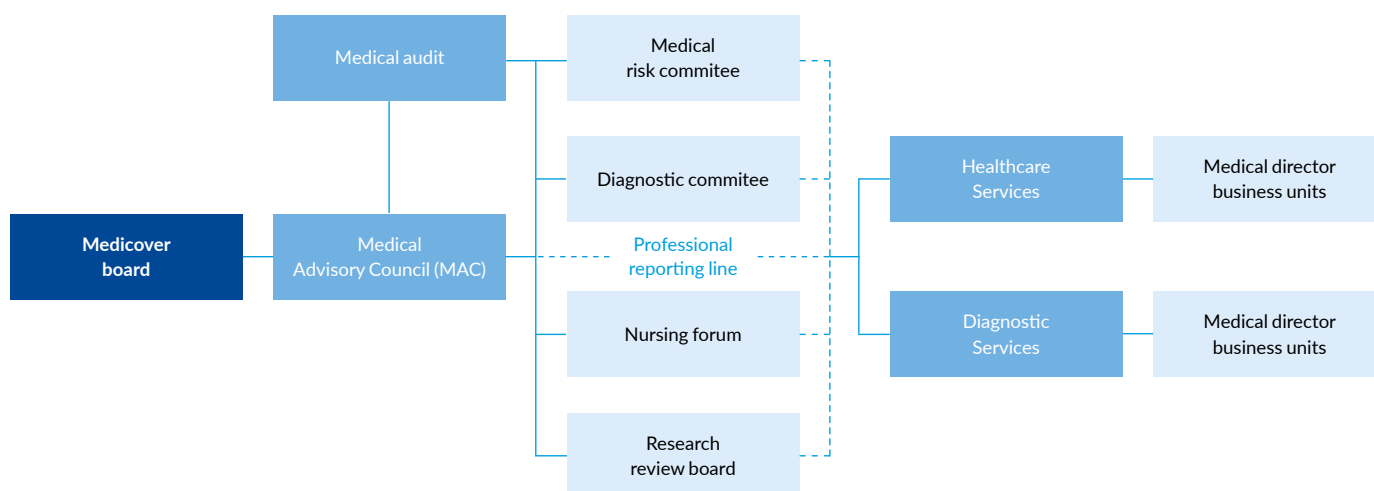 Medical audit
Medical
risk commitee
Diagnostic commitee
Healthcare
Services
Medical director
business units
Medicover
board
Medical
Advisory Council (MAC)
Professional
reporting line
Nursing forum
Diagnostic
Services
Medical director
business units
Research
review board